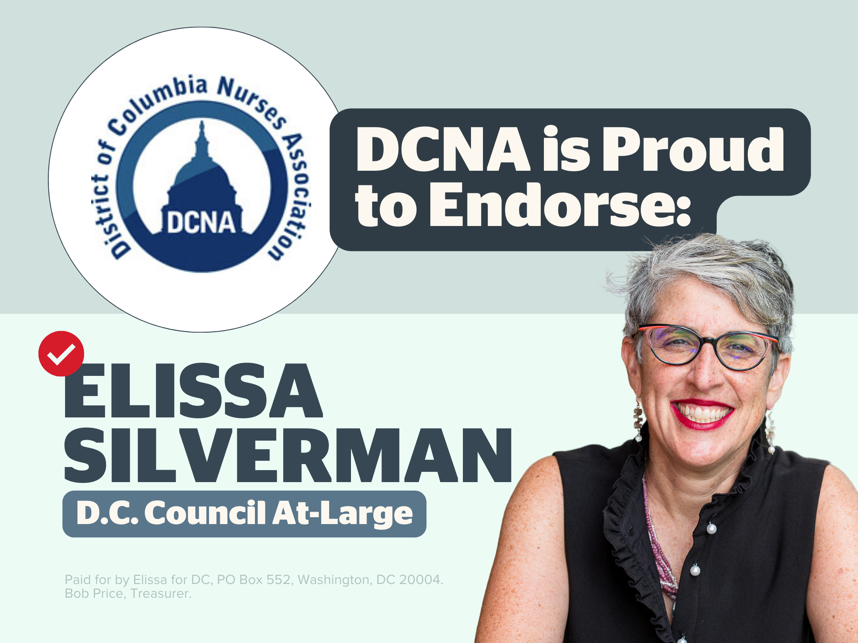 District of Columbia Nurses Association
DCNA
DCNA is Proud
to Endorse:
ELISSA
SILVERMAN
D.C. Council At-Large
Paid for by Elissa for DC, PO Box 552, Washington, DC 20004.
Bob Price, Treasurer.